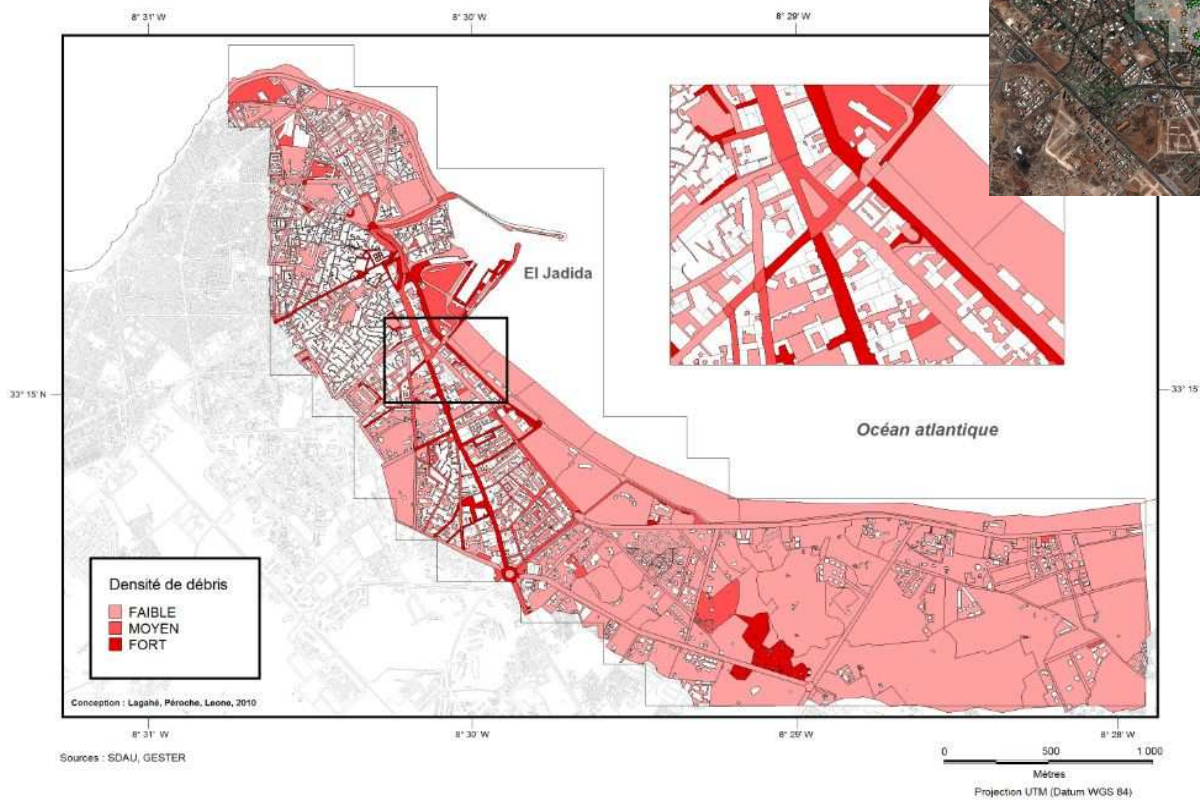 8° 31' W
8° 30' W
8° 29' W
El Jadida
33° 15' N
33° 15'
Océan atlantique
Densité de débris
FAIBLE
MOYEN
FORT
Conception : Lagahé, Péroche, Leone, 2010
8° 31' W
8° 30' W
8° 29' W
8° 28' W
Sources : SDAU, GESTER
0 500 1 000
Mètres
Projection UTM (Datum WGS 84)